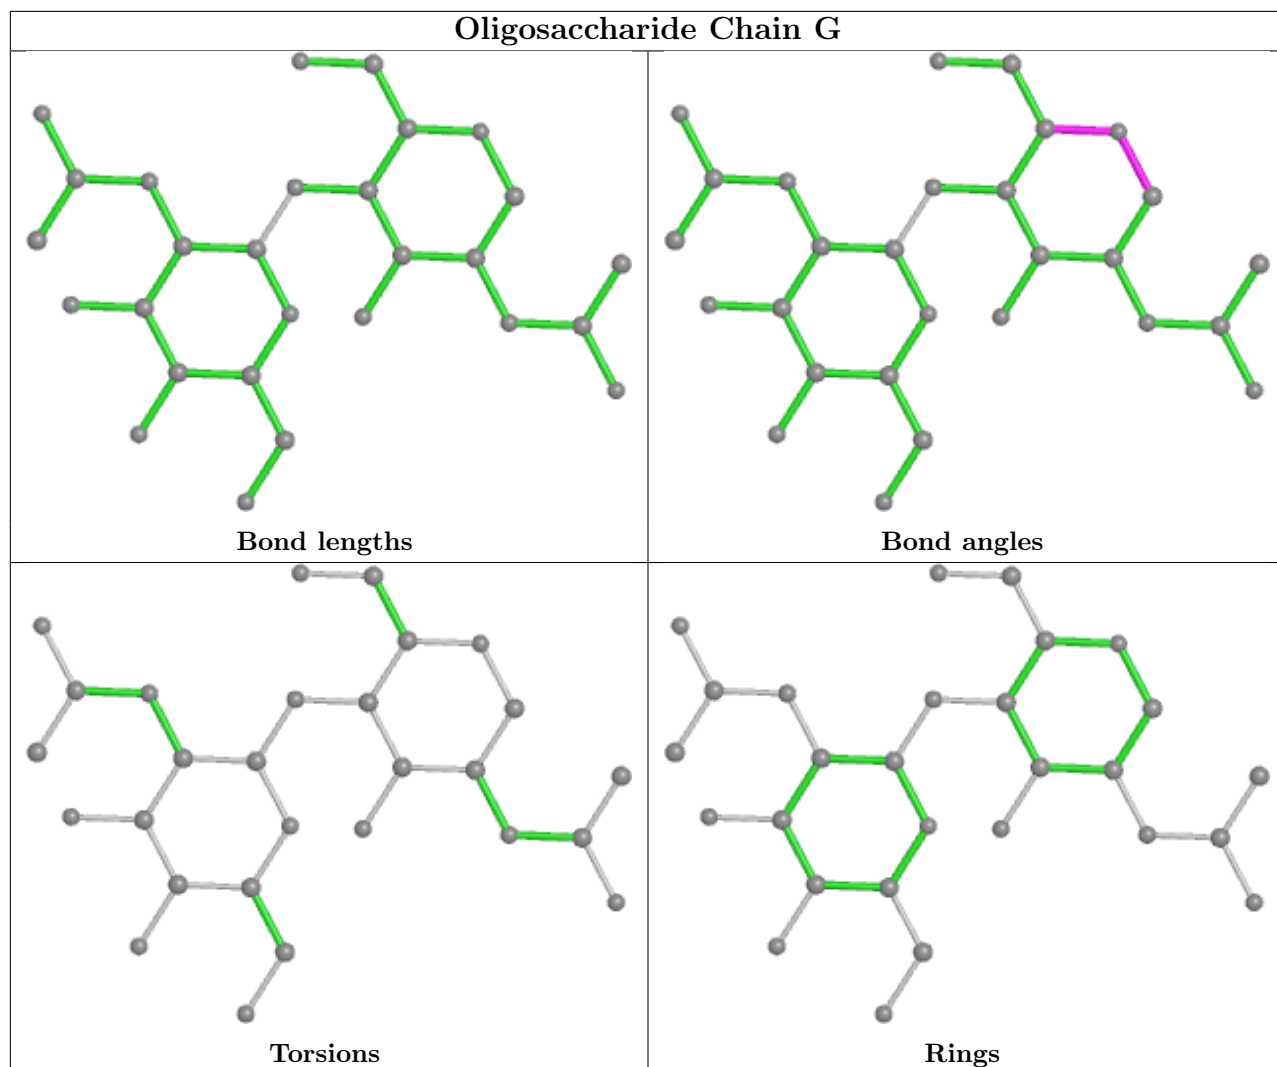 Oligosaccharide Chain G
Bond lengths
Bond angles
Torsions
Rings